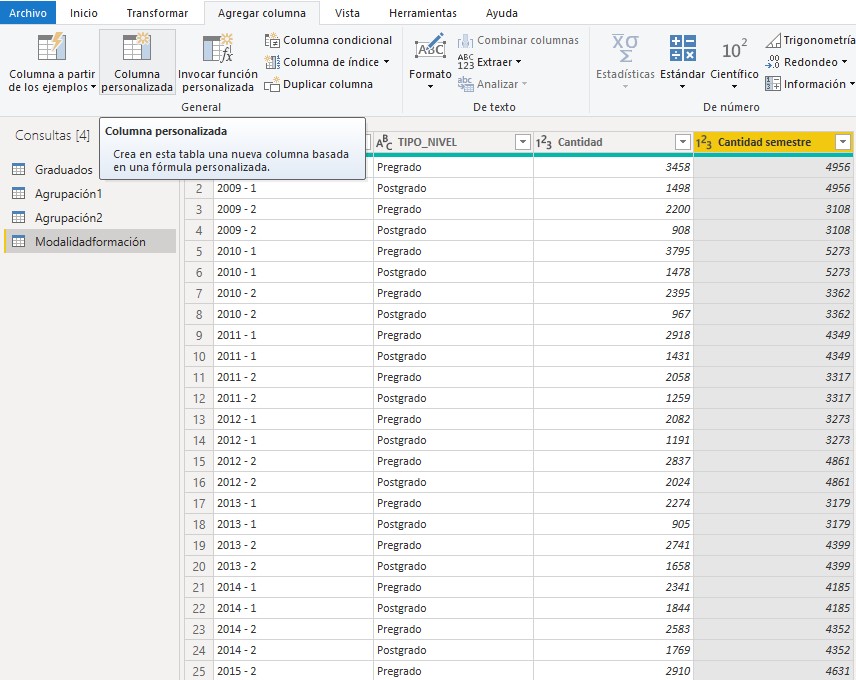 Archivo Inicio Transformar Agregar columna Vista Herramientas Ayuda
Columna a partir de los ejemplos
Columna personalizada
Invocar función personalizada
Columna condicional
Columna de índice
Duplicar columna
General
ABC
Formato
Combinar columnas
ABC 123 Extraer
abc Analizar
De texto
XΣσ
Estadísticas
Estándar
10²
Científico
Trigonometría
.00 Redondeo
Información
De número
Consultas [4]
Graduados
Agrupación1
Agrupación2
Modalidadformación
Columna personalizada
Crea en esta tabla una nueva columna basada
en una fórmula personalizada.
ABC TIPO_NIVEL 123 Cantidad 123 Cantidad semestre
Pregrado 3458 4956
2 2009 - 1 Postgrado 1498 4956
3 2009 - 2 Pregrado 2200 3108
4 2009 - 2 Postgrado 908 3108
5 2010 - 1 Pregrado 3795 5273
6 2010 - 1 Postgrado 1478 5273
7 2010 - 2 Pregrado 2395 3362
8 2010 - 2 Postgrado 967 3362
9 2011 - 1 Pregrado 2918 4349
10 2011 - 1 Postgrado 1431 4349
11 2011 - 2 Pregrado 2058 3317
12 2011 - 2 Postgrado 1259 3317
13 2012 - 1 Pregrado 2082 3273
14 2012 - 1 Postgrado 1191 3273
15 2012 - 2 Pregrado 2837 4861
16 2012 - 2 Postgrado 2024 4861
17 2013 - 1 Pregrado 2274 3179
18 2013 - 1 Postgrado 905 3179
19 2013 - 2 Pregrado 2741 4399
20 2013 - 2 Postgrado 1658 4399
21 2014 - 1 Pregrado 2341 4185
22 2014 - 1 Postgrado 1844 4185
23 2014 - 2 Pregrado 2583 4352
24 2014 - 2 Postgrado 1769 4352
25 2015 - 2 Pregrado 2910 4631